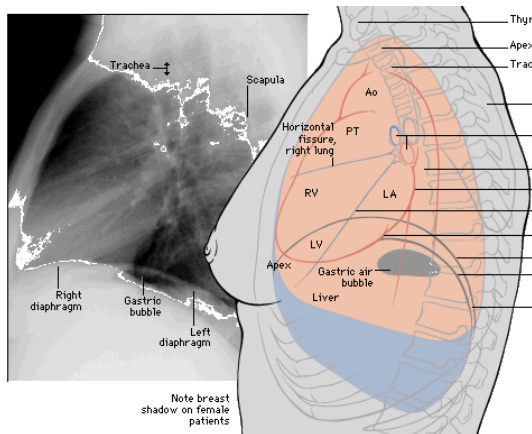 Trachea
Scapula
Right
diaphragm
Gastric
bubble
Left
diaphragm
Note breast
shadow on female
patients
Ao
PT
Horizontal
fissure,
right lung
RV
LA
LV
Apex
Gastric air
bubble
Liver
Thyr
Apex
Trac